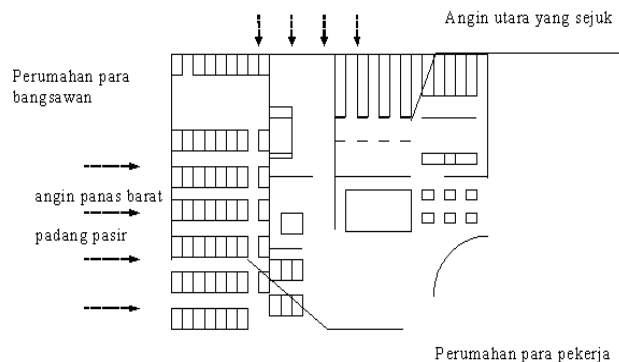 Angin utara yang sejuk
Perumahan para
bangsawan
angin panas barat
padang pasir
Perumahan para pekerja